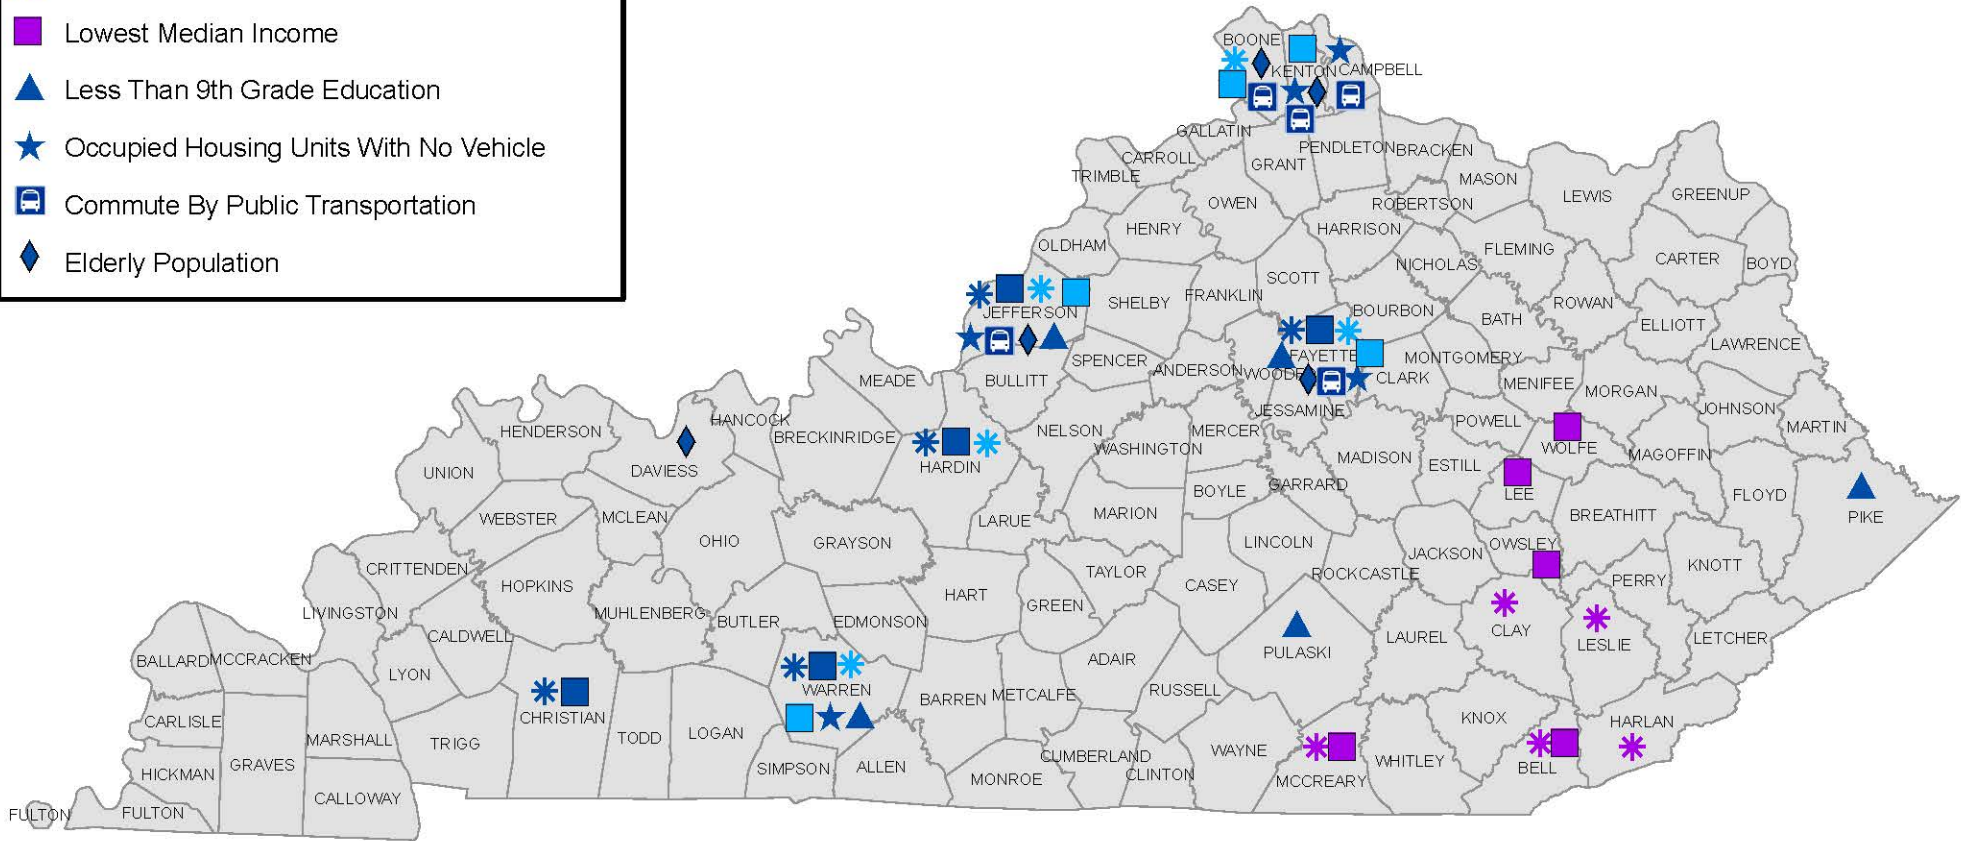 Lowest Median Income
Less Than 9th Grade Education
Occupied Housing Units With No Vehicle
Commute By Public Transportation
Elderly Population
BOONE
KENTON
CAMPBELL
GALLATIN
CARROLL
TRIMBLE
GRANT
PENDLETON
BRACKEN
MASON
LEWIS
GREENUP
OWEN
ROBERTSON
HENRY
HARRISON
OLDHAM
FLEMING
NICHOLAS
CARTER
BOYD
SCOTT
SHELBY
FRANKLIN
ROWAN
JEFFERSON
BOURBON
BATH
ELLIOTT
LAWRENCE
FAYETTE
MONTGOMERY
SPENCER
ANDERSON
WOODF
CLARK
MENIFEE
MORGAN
MEADE
BULLITT
JESSAMINE
JOHNSON
HANCOCK
POWELL
MARTIN
HENDERSON
BRECKINRIDGE
NELSON
MERCER
WASHINGTON
WOLFE
MAGOFFIN
MADISON
UNION
DAVIESS
HARDIN
ESTILL
GARRARD
BOYLE
LEE
FLOYD
WEBSTER
MCLEAN
LARUE
MARION
BREATHITT
PIKE
OHIO
GRAYSON
LINCOLN
OWSLEY
JACKSON
CRITTENDEN
TAYLOR
ROCKCASTLE
KNOTT
HOPKINS
CASEY
PERRY
HART
GREEN
LIVINGSTON
MUHLENBERG
BUTLER
EDMONSON
CALDWELL
CLAY
LAUREL
LESLIE
LETCHER
PULASKI
BALLARD
MCCRACKEN
ADAIR
LYON
WARREN
BARREN
METCALFE
RUSSELL
CHRISTIAN
KNOX
HARLAN
CARLISLE
MARSHALL
TRIGG
TODD
LOGAN
WAYNE
CUMBERLAND
WHITLEY
GRAVES
HICKMAN
SIMPSON
ALLEN
MONROE
CLINTON
MCCREARY
BELL
CALLOWAY
FULTON
FULTON